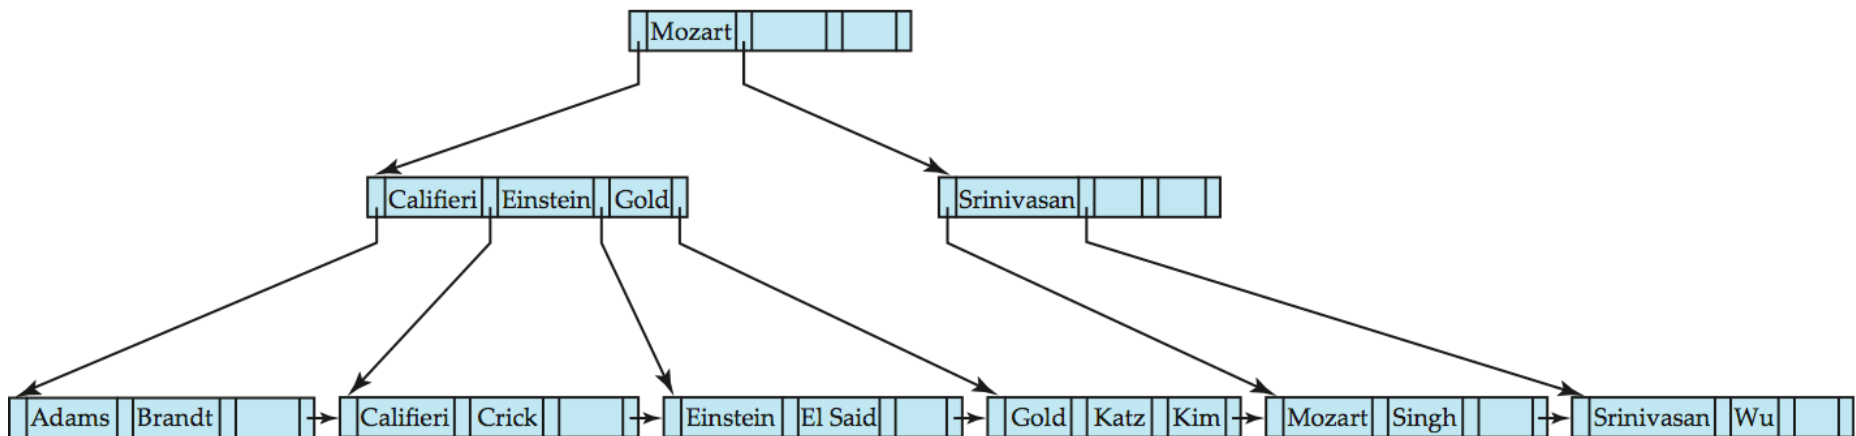 Mozart
Califieri Einstein Gold Srinivasan
Adams Brandt Califieri Crick Einstein El Said Gold Katz Kim Mozart Singh Srinivasan Wu